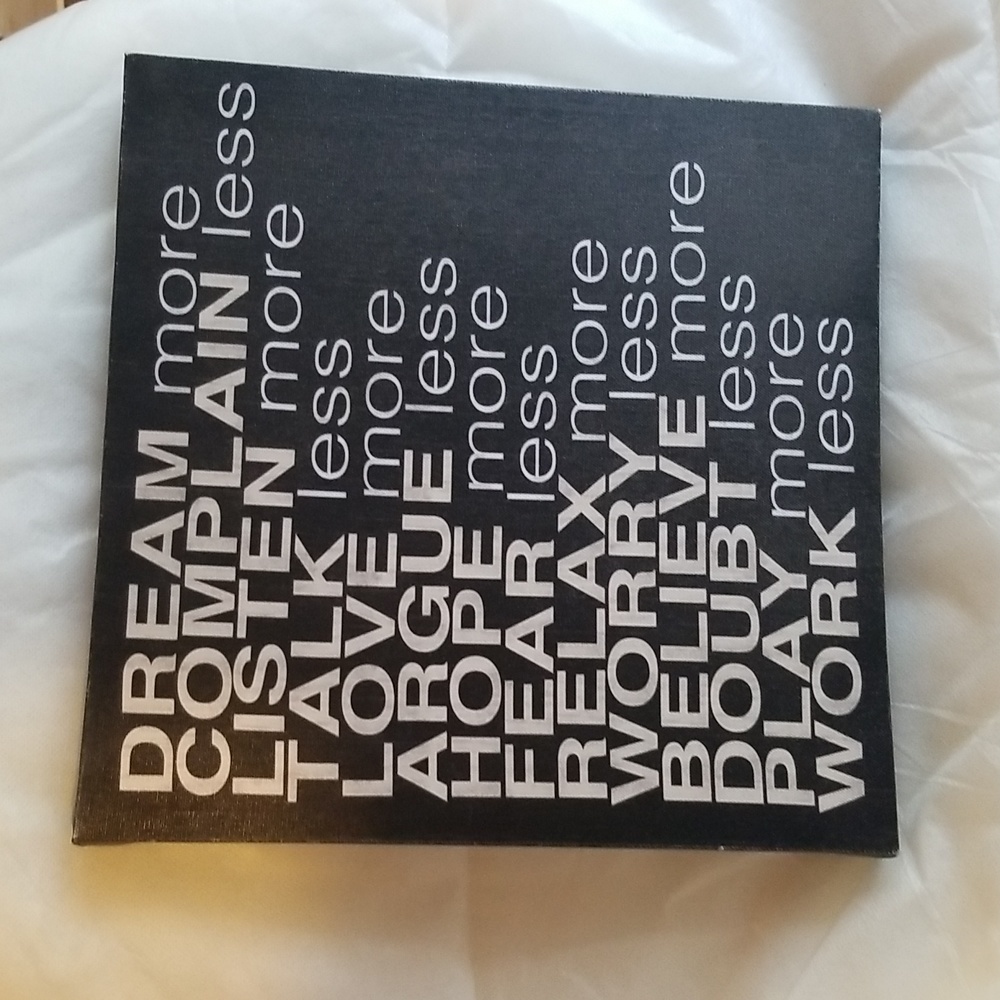 DREAM more
COMPLAIN less
LISTEN more
TALK less
LOVE more
ARGUE less
HOPE more
FEAR less
RELAX more
WORRY less
BELIEVE more
DOUBT less
PLAY more
WORK less